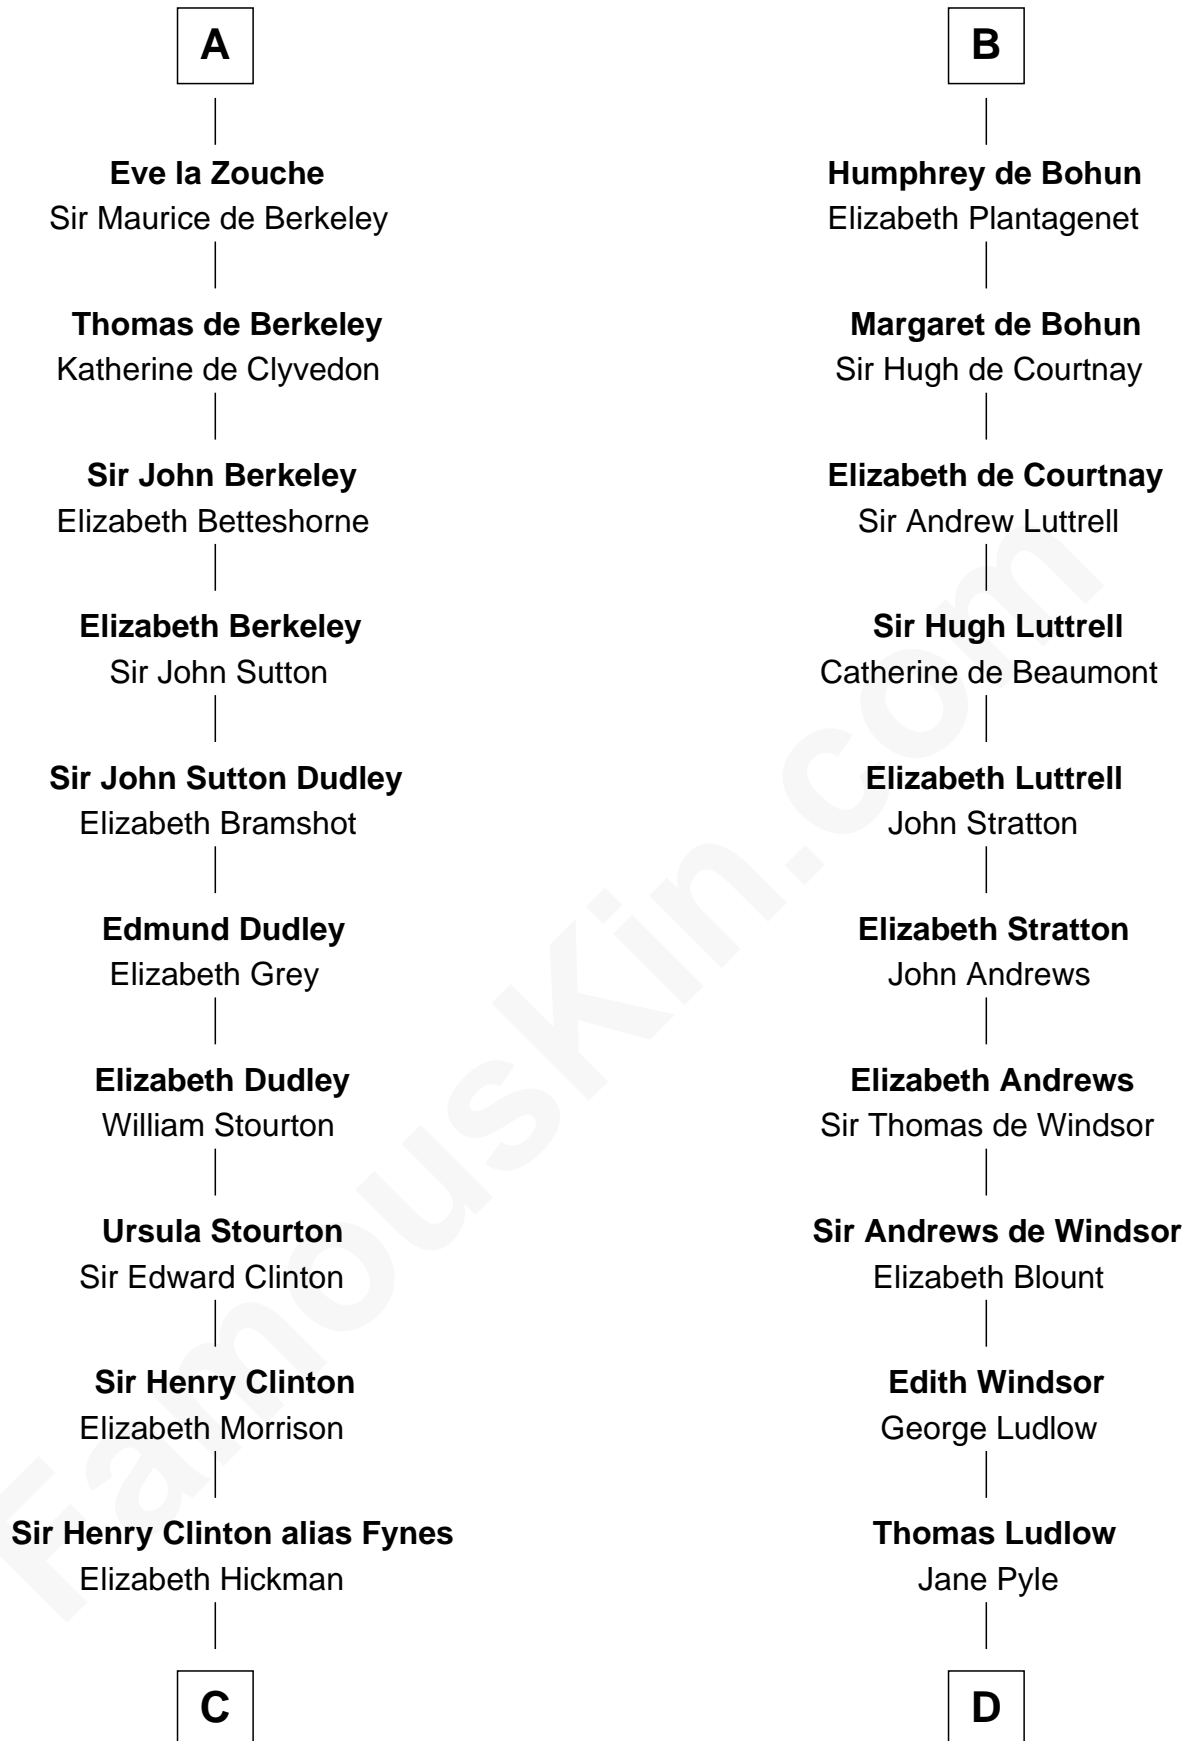 A
Eve la Zouche
Sir Maurice de Berkeley
Thomas de Berkeley
Katherine de Clyvedon
Sir John Berkeley
Elizabeth Betteshorne
Elizabeth Berkeley
Sir John Sutton
Sir John Sutton Dudley
Elizabeth Bramshot
Edmund Dudley
Elizabeth Grey
Elizabeth Dudley
William Stourton
Ursula Stourton
Sir Edward Clinton
Sir Henry Clinton
Elizabeth Morrison
Sir Henry Clinton alias Fynes
Elizabeth Hickman
C
B
Humphrey de Bohun
Elizabeth Plantagenet
Margaret de Bohun
Sir Hugh de Courtnay
Elizabeth de Courtnay
Sir Andrew Luttrell
Sir Hugh Luttrell
Catherine de Beaumont
Elizabeth Luttrell
John Stratton
Elizabeth Stratton
John Andrews
Elizabeth Andrews
Sir Thomas de Windsor
Sir Andrews de Windsor
Elizabeth Blount
Edith Windsor
George Ludlow
Thomas Ludlow
Jane Pyle
D
FamousKin.com